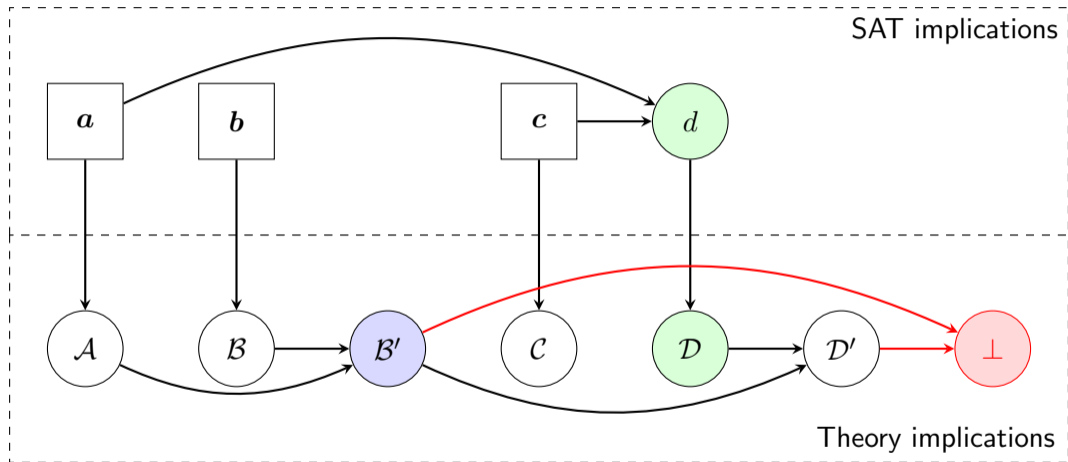 SAT implications
a b c d
𝒜 ℬ ℬ′ 𝒞 𝒟 𝒟′ ⊥
Theory implications